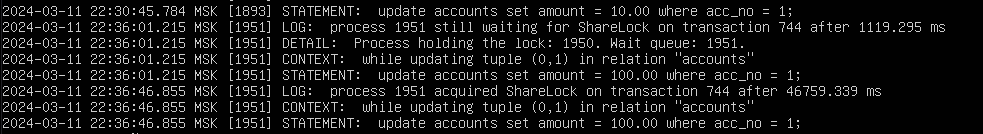 2024-03-11 22:30:45.784 MSK [1893] STATEMENT:  update accounts set amount = 10.00 where acc_no = 1;
2024-03-11 22:36:01.215 MSK [1951] LOG:  process 1951 still waiting for ShareLock on transaction 744 after 1119.295 ms
2024-03-11 22:36:01.215 MSK [1951] DETAIL:  Process holding the lock: 1950. Wait queue: 1951.
2024-03-11 22:36:01.215 MSK [1951] CONTEXT:  while updating tuple (0,1) in relation "accounts"
2024-03-11 22:36:01.215 MSK [1951] STATEMENT:  update accounts set amount = 100.00 where acc_no = 1;
2024-03-11 22:36:46.855 MSK [1951] LOG:  process 1951 acquired ShareLock on transaction 744 after 46759.339 ms
2024-03-11 22:36:46.855 MSK [1951] CONTEXT:  while updating tuple (0,1) in relation "accounts"
2024-03-11 22:36:46.855 MSK [1951] STATEMENT:  update accounts set amount = 100.00 where acc_no = 1;